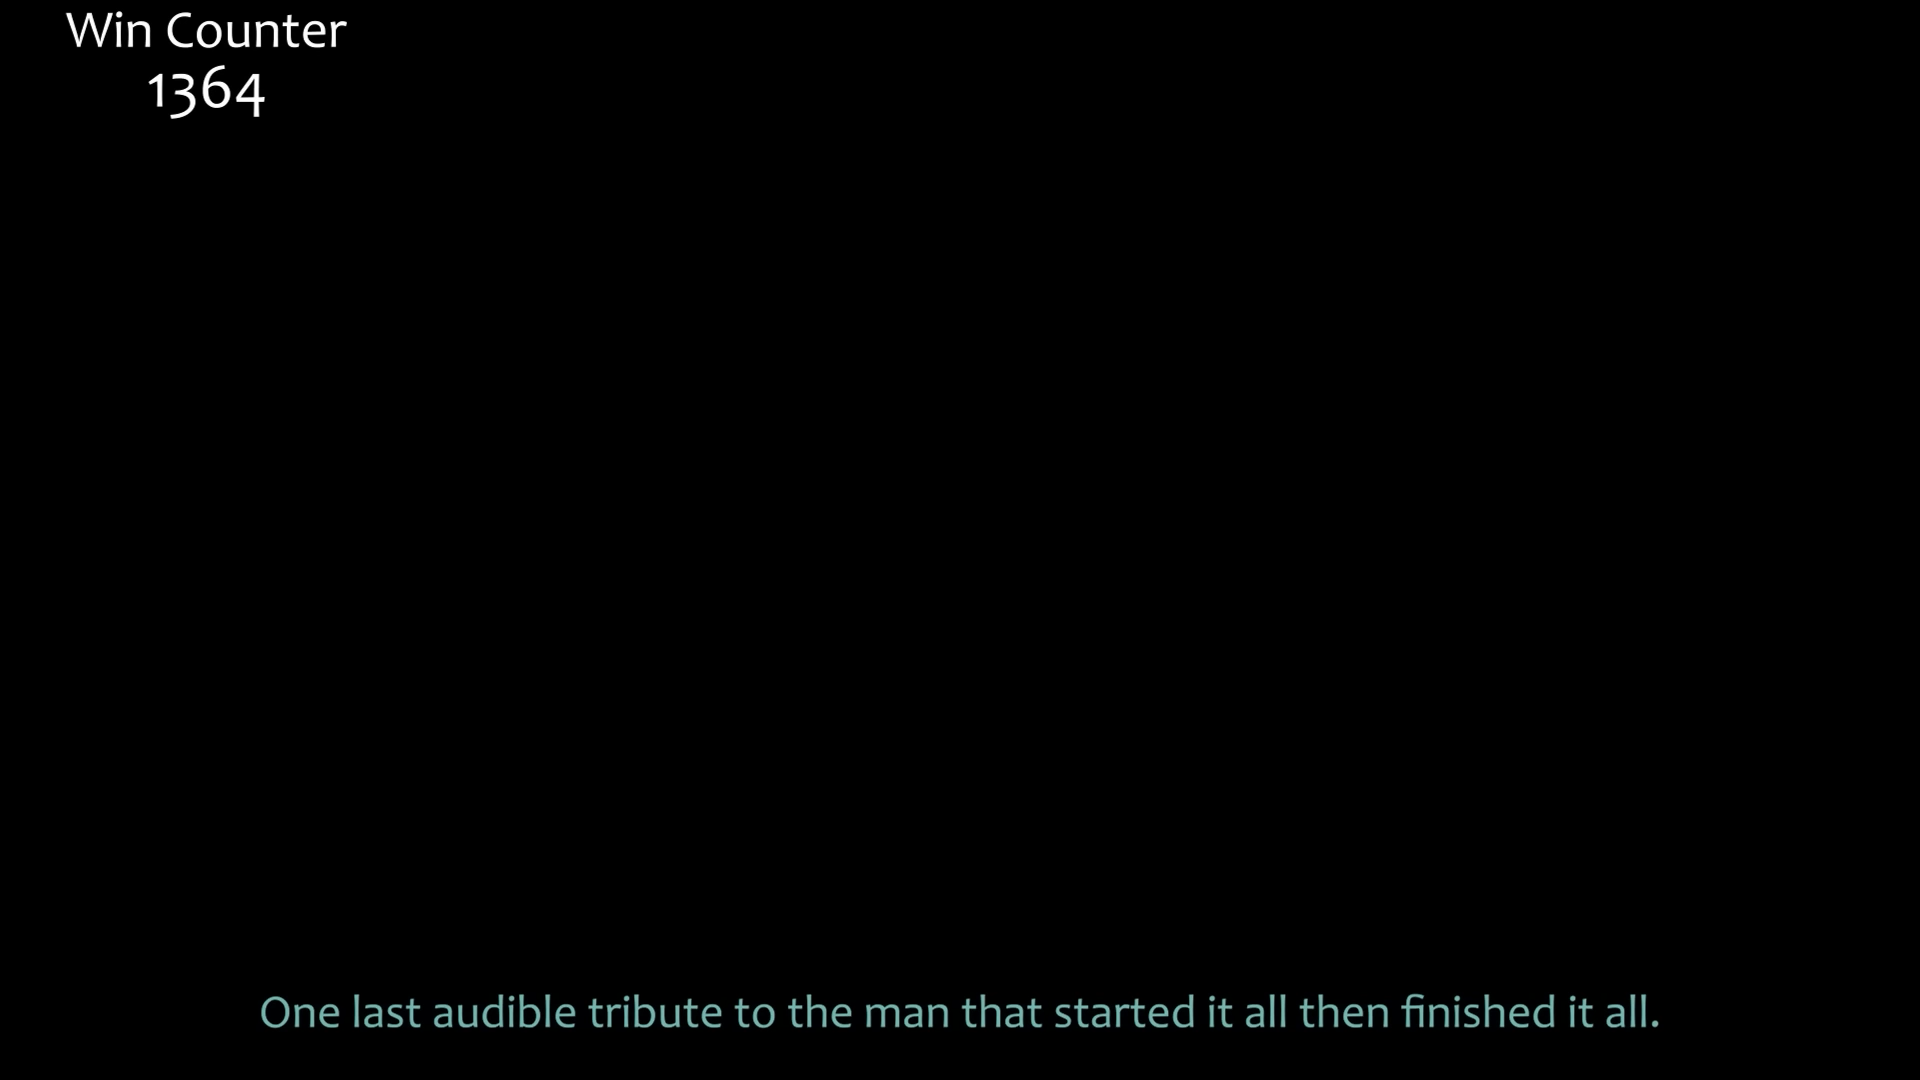 Win Counter
1364
One last audible tribute to the man that started it all then finished it all.